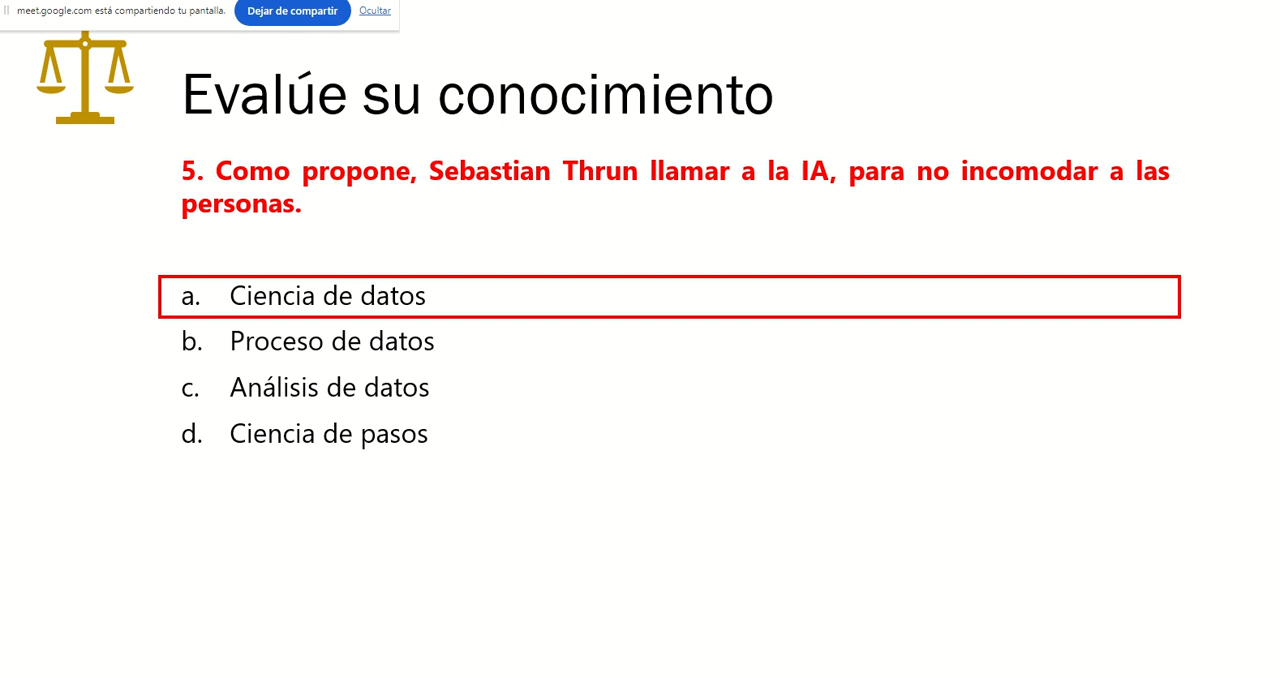 meet.google.com está compartiendo tu pantalla. Dejar de compartir Ocultar
Evalúe su conocimiento
5. Como propone, Sebastian Thrun llamar a la IA, para no incomodar a las
personas.
a. Ciencia de datos
b. Proceso de datos
c. Análisis de datos
d. Ciencia de pasos